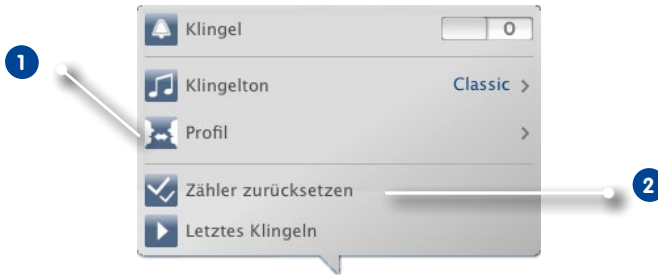 Klingel O
1
Klingelton Classic >
Profil >
Zähler zurücksetzen
2
Letztes Klingeln